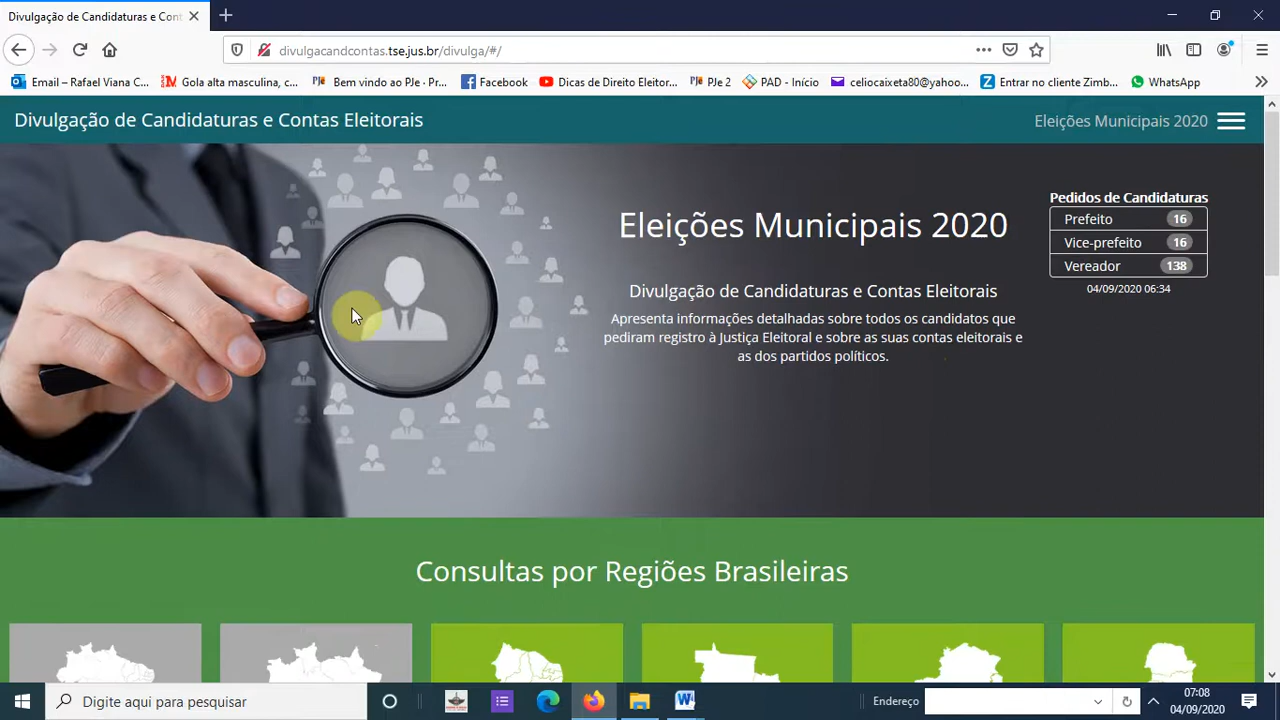 Divulgação de Candidaturas e Cont
divulgacandcontas.tse.jus.br/divulga/#/
Email – Rafael Viana C...
Gola alta masculina, c...
Bem vindo ao PJe · Pr...
Facebook
Dicas de Direito Eleitor...
PJe 2
PAD - Início
celiocaixeta80@yahoo...
Entrar no cliente Zimb...
WhatsApp
Divulgação de Candidaturas e Contas Eleitorais
Eleições Municipais 2020
Pedidos de Candidaturas
Prefeito 16
Vice-prefeito 16
Vereador 138
04/09/2020 06:34
Eleições Municipais 2020
Divulgação de Candidaturas e Contas Eleitorais
Apresenta informações detalhadas sobre todos os candidatos que
pediram registro à Justiça Eleitoral e sobre as suas contas eleitorais e
as dos partidos políticos.
Consultas por Regiões Brasileiras
Digite aqui para pesquisar
Endereço
07:08
04/09/2020